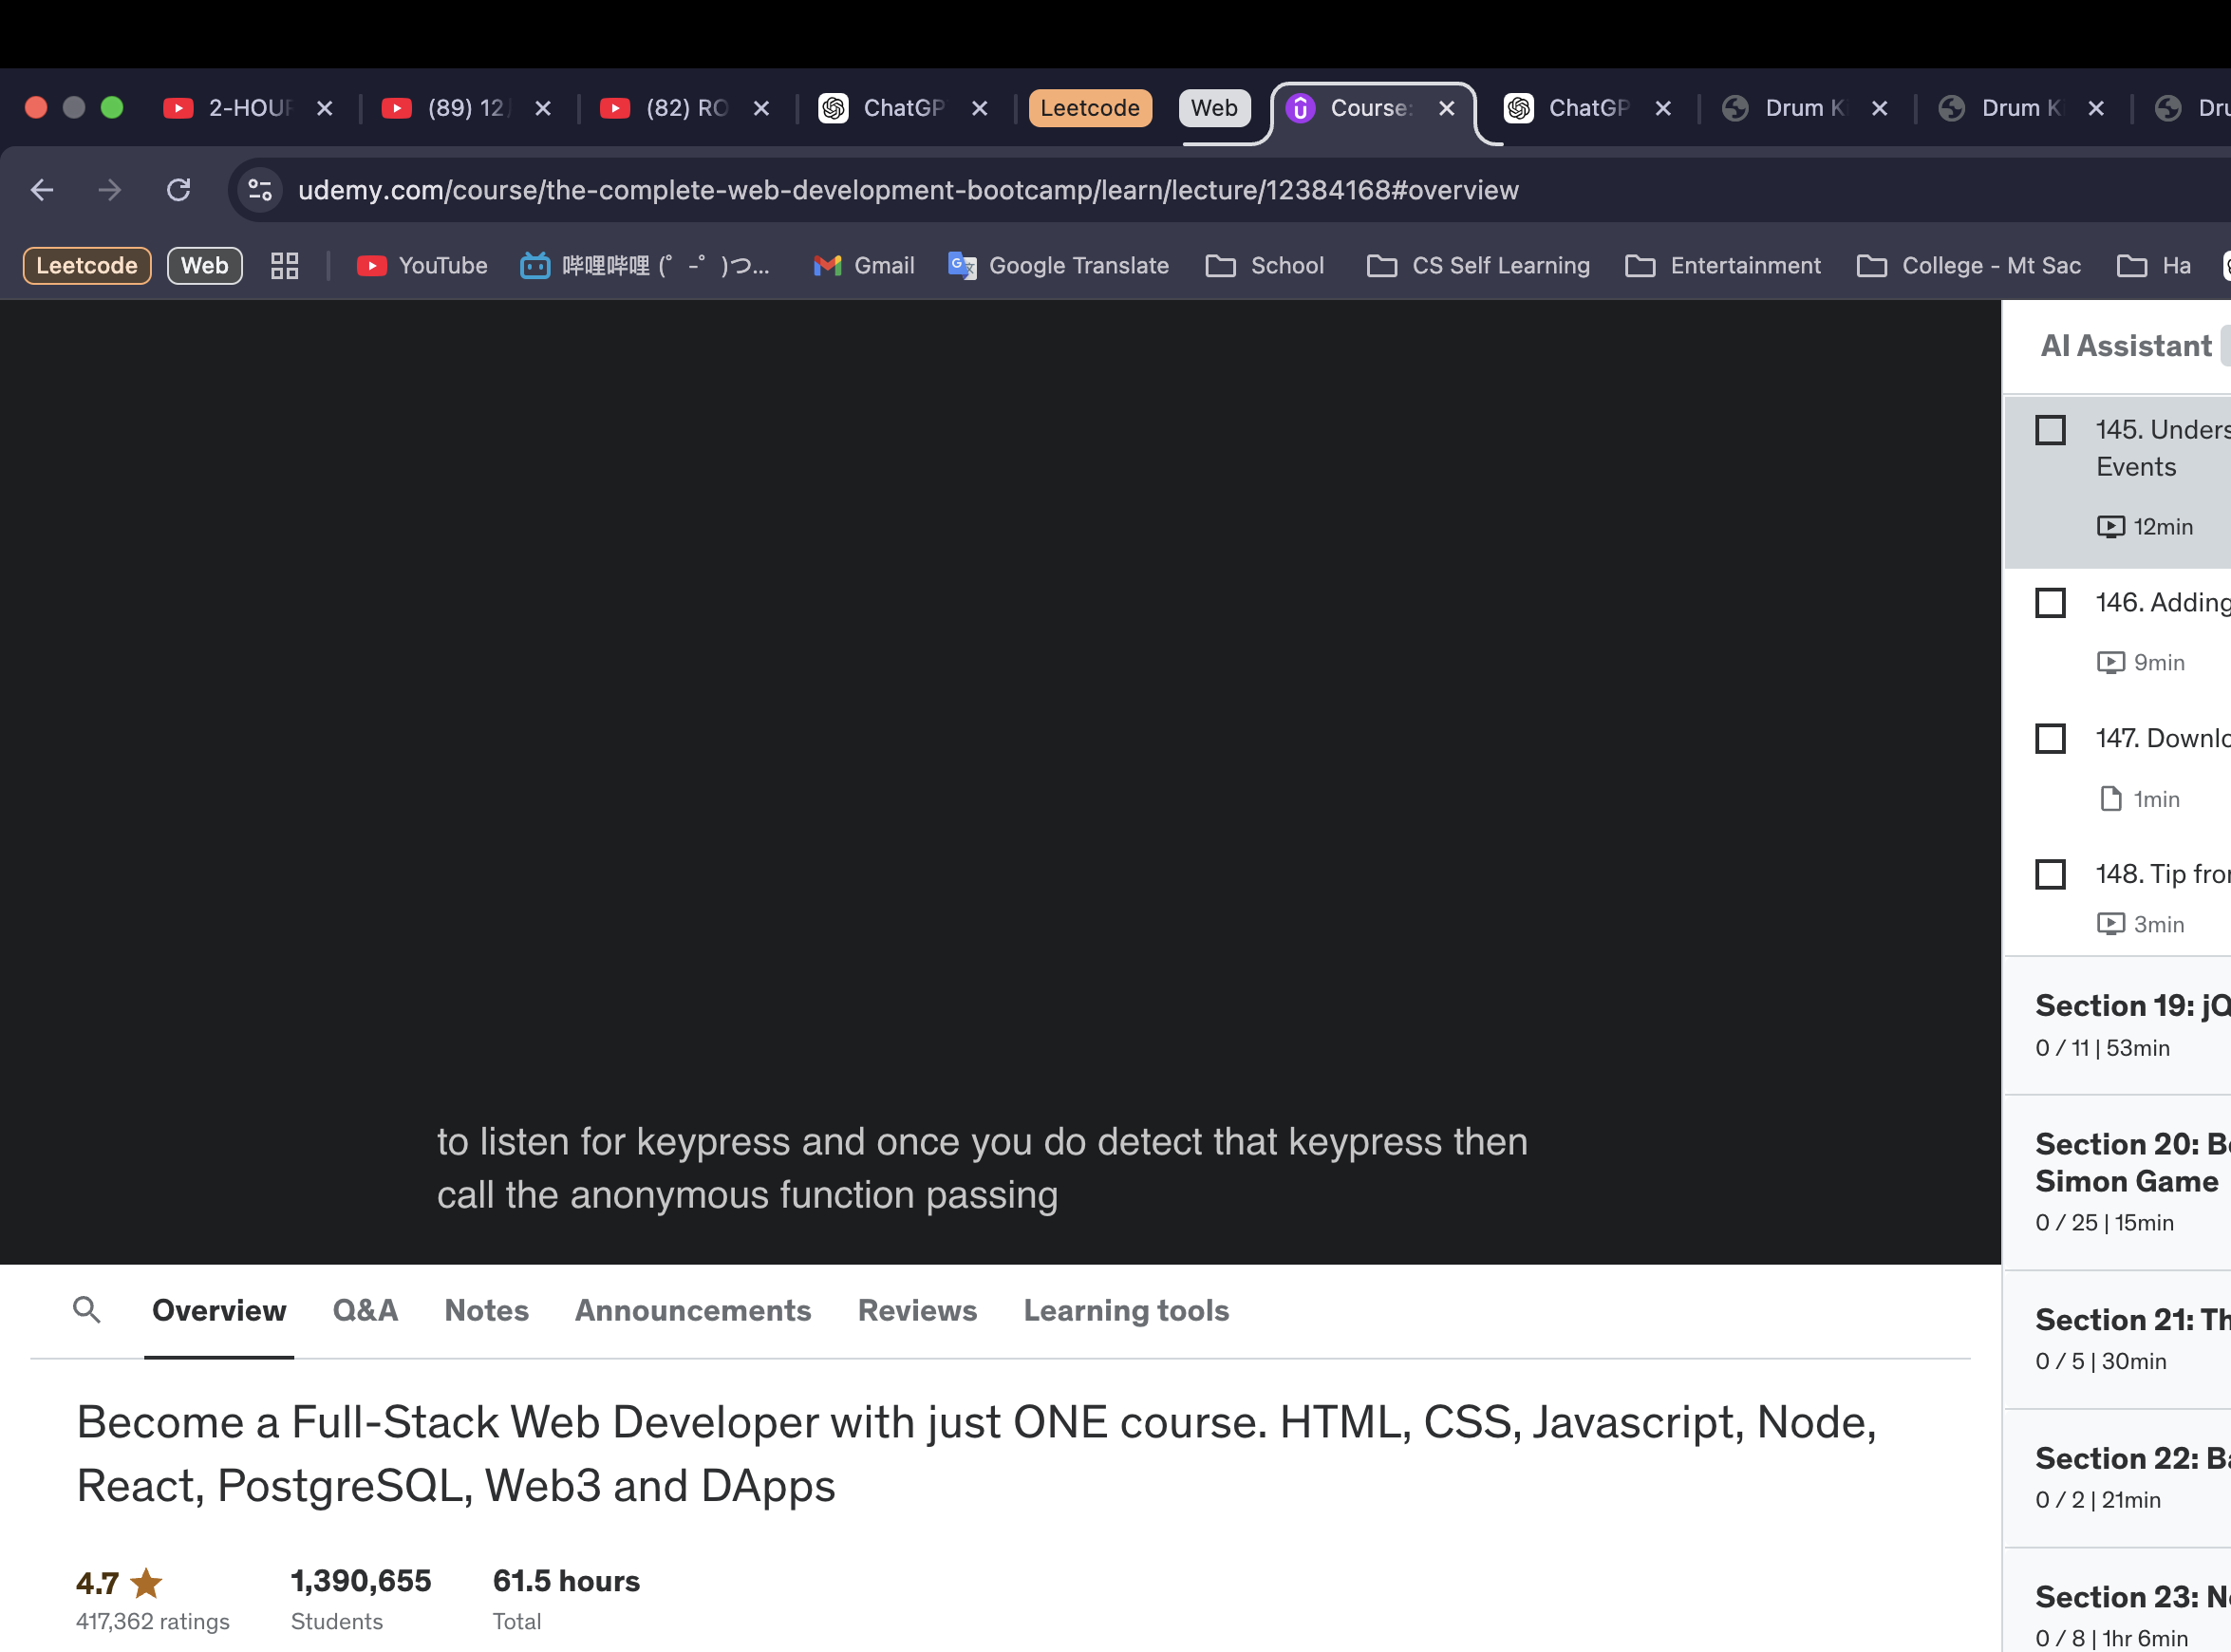 2-HOUR
(89) 12
(82) RO
ChatGP
Leetcode
Web
Course:
ChatGP
Drum K
Drum K
Dru
udemy.com/course/the-complete-web-development-bootcamp/learn/lecture/12384168#overview
Leetcode
Web
YouTube
哔哩哔哩 (゜-゜)つ...
Gmail
Google Translate
School
CS Self Learning
Entertainment
College - Mt Sac
Ha
to listen for keypress and once you do detect that keypress then
call the anonymous function passing
AI Assistant
145. Unders
Events
12min
146. Adding
9min
147. Downlo
1min
148. Tip fro
3min
Section 19: jQ
0 / 11 | 53min
Section 20: Bo
Simon Game
0 / 25 | 15min
Section 21: Th
0 / 5 | 30min
Section 22: Ba
0 / 2 | 21min
Section 23: No
0 / 8 | 1hr 6min
Overview
Q&A
Notes
Announcements
Reviews
Learning tools
Become a Full-Stack Web Developer with just ONE course. HTML, CSS, Javascript, Node,
React, PostgreSQL, Web3 and DApps
4.7
417,362 ratings
1,390,655
Students
61.5 hours
Total